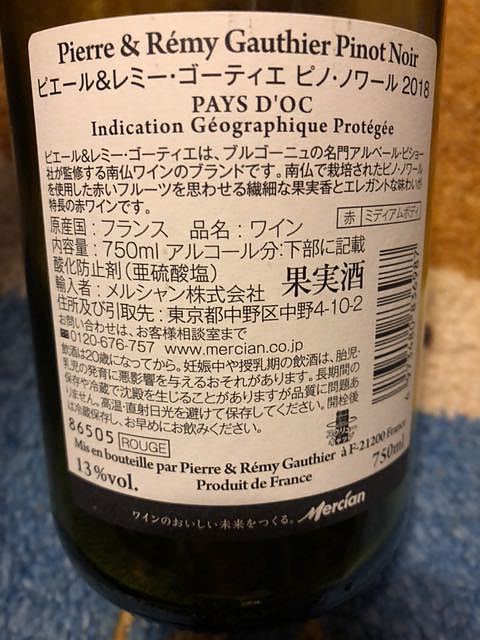 Pierre & Rémy Gauthier Pinot Noir
ピエール&レミー・ゴーティエ ピノ・ノワール 2018
PAYS D'OC
Indication Géographique Protégée
ピエール&レミー・ゴーティエは、ブルゴーニュの名門アルベール・ビショー
社が監修する南仏ワインのブランドです。南仏で栽培されたピノ・ノワール
を使用した赤いフルーツを思わせる繊細な果実香とエレガントな味わいが
特長の赤ワインです。
赤 ミディアムボディ
原産国:フランス 品名:ワイン
内容量:750ml アルコール分:下部に記載
酸化防止剤(亜硫酸塩) 果実酒
輸入者:メルシャン株式会社
住所及び引取先:東京都中野区中野4-10-2
お問い合わせは、お客様相談室まで
0120-676-757 www.mercian.co.jp
飲酒は20歳になってから。妊娠中や授乳期の飲酒は、胎児・
乳児の発育に悪影響を与えるおそれがあります。長期間の
保存や冷蔵で沈殿を生じることがありますが品質に問題あ
りません。高温・直射日光を避けて保存してください。開栓後
は冷蔵保存し、お早めにお飲みください。
86505 ROUGE
Mis en bouteille par Pierre & Rémy Gauthier à F-21200 France
13%vol. Produit de France 750ml
ワインのおいしい未来をつくる。 Mercian